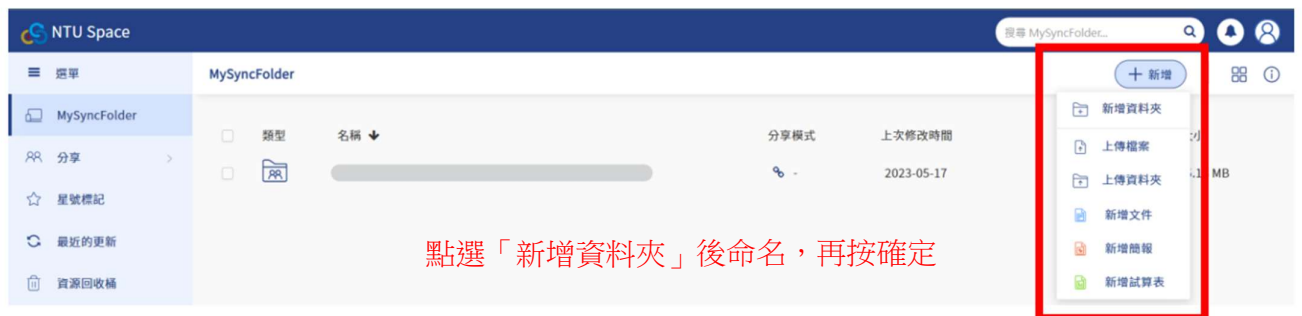 NTU Space
搜尋 MySyncFolder...
選單
MySyncFolder
+ 新增
MySyncFolder
新增資料夾
類型 名稱 分享模式 上次修改時間
上傳檔案
分享
- 2023-05-17 MB
上傳資料夾
星號標記
新增文件
最近的更新
點選「新增資料夾」後命名，再按確定
新增簡報
資源回收桶
新增試算表